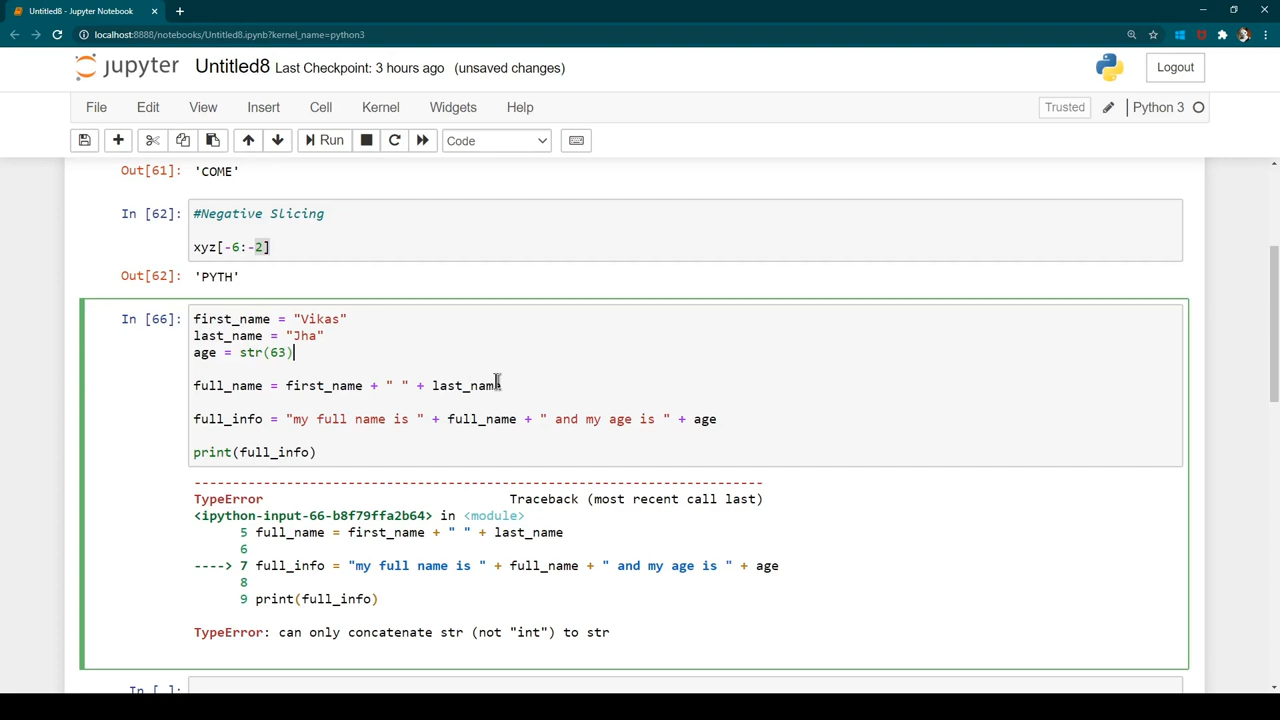 Untitled8 - Jupyter Notebook
localhost:8888/notebooks/Untitled8.ipynb?kernel_name=python3
jupyter Untitled8 Last Checkpoint: 3 hours ago (unsaved changes) Logout
File Edit View Insert Cell Kernel Widgets Help Trusted Python 3
Run Code
Out[61]: 'COME'
In [62]: #Negative Slicing
xyz[-6:-2]
Out[62]: 'PYTH'
In [66]: first_name = "Vikas"
last_name = "Jha"
age = str(63)
full_name = first_name + " " + last_name
full_info = "my full name is " + full_name + " and my age is " + age
print(full_info)
---------------------------------------------------------------------------
TypeError Traceback (most recent call last)
<ipython-input-66-b8f79ffa2b64> in <module>
5 full_name = first_name + " " + last_name
6
----> 7 full_info = "my full name is " + full_name + " and my age is " + age
8
9 print(full_info)
TypeError: can only concatenate str (not "int") to str
In [ ]: